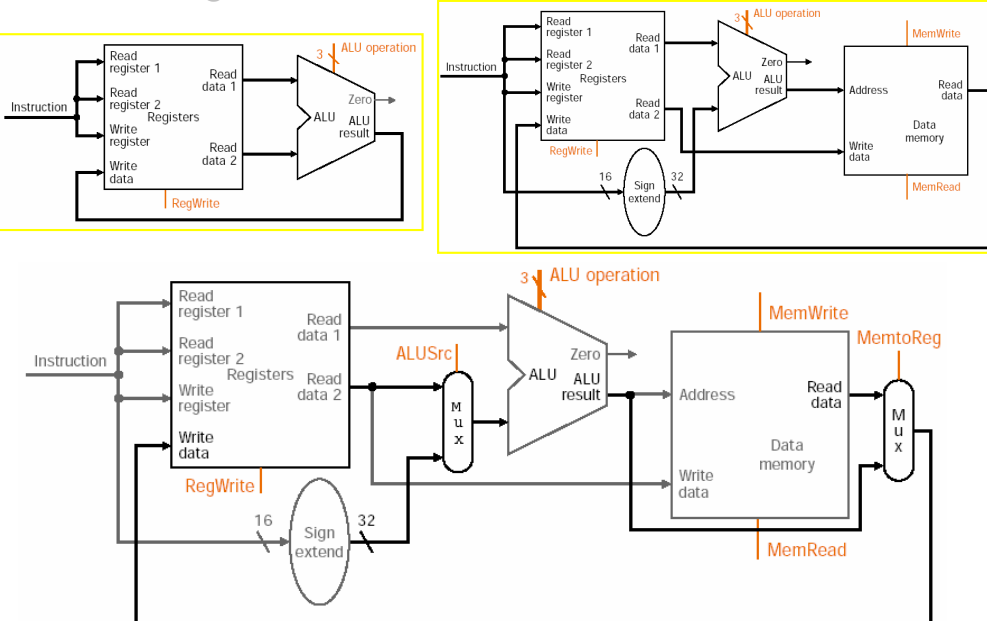 3 ALU operation
Read
register 1
Read
register 2
Write
register
Write
data
Registers
Read
data 1
Read
data 2
Instruction
Zero
ALU
ALU
result
RegWrite
3 ALU operation
Read
register 1
Read
register 2
Write
register
Write
data
Registers
Read
data 1
Read
data 2
Instruction
Zero
ALU
ALU
result
RegWrite
16
Sign
extend
32
MemWrite
Address
Read
data
Data
memory
Write
data
MemRead
3 ALU operation
Read
register 1
Read
register 2
Write
register
Write
data
Registers
Read
data 1
Read
data 2
Instruction
RegWrite
16
Sign
extend
32
ALUSrc
M
u
x
Zero
ALU
ALU
result
MemWrite
Address
Read
data
Data
memory
Write
data
MemRead
MemtoReg
M
u
x